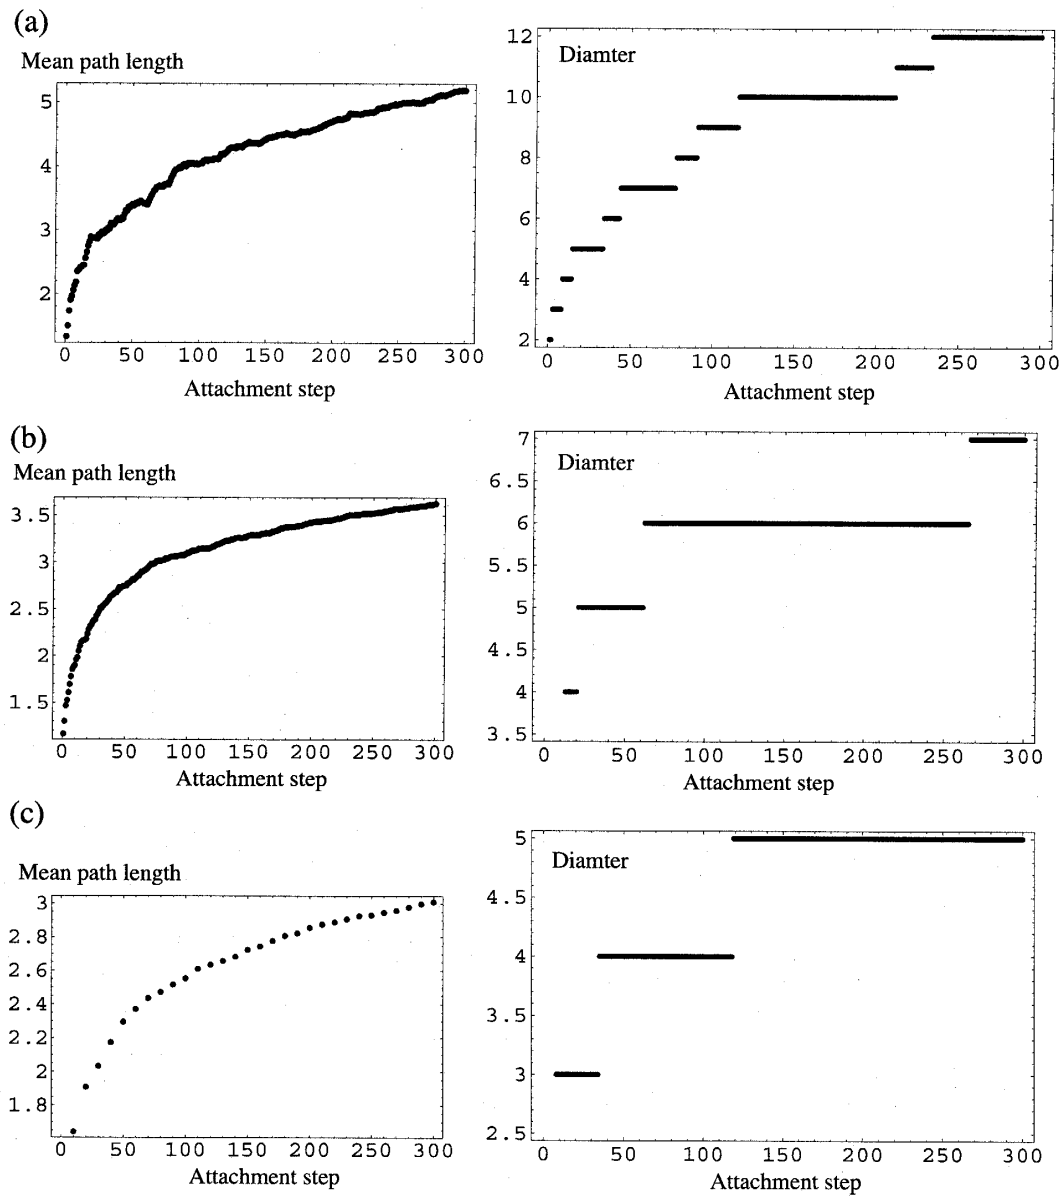 (a)
Mean path length
5
4
3
2
0 50 100 150 200 250 300
Attachment step
Diamter
12
10
8
6
4
2
0 50 100 150 200 250 300
Attachment step
(b)
Mean path length
3.5
3
2.5
2
1.5
0 50 100 150 200 250 300
Attachment step
Diamter
7
6.5
6
5.5
5
4.5
4
3.5
0 50 100 150 200 250 300
Attachment step
(c)
Mean path length
3
2.8
2.6
2.4
2.2
2
1.8
0 50 100 150 200 250 300
Attachment step
Diamter
5
4.5
4
3.5
3
2.5
0 50 100 150 200 250 300
Attachment step